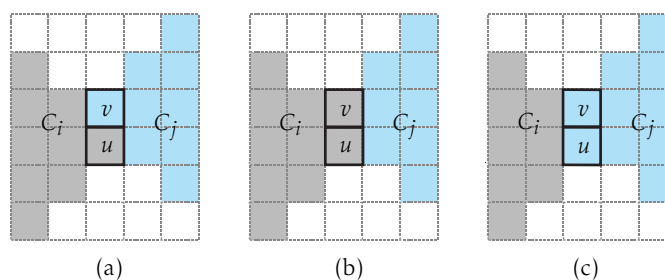 v v v
C_i C_j C_i C_j C_i C_j
u u u
(a) (b) (c)